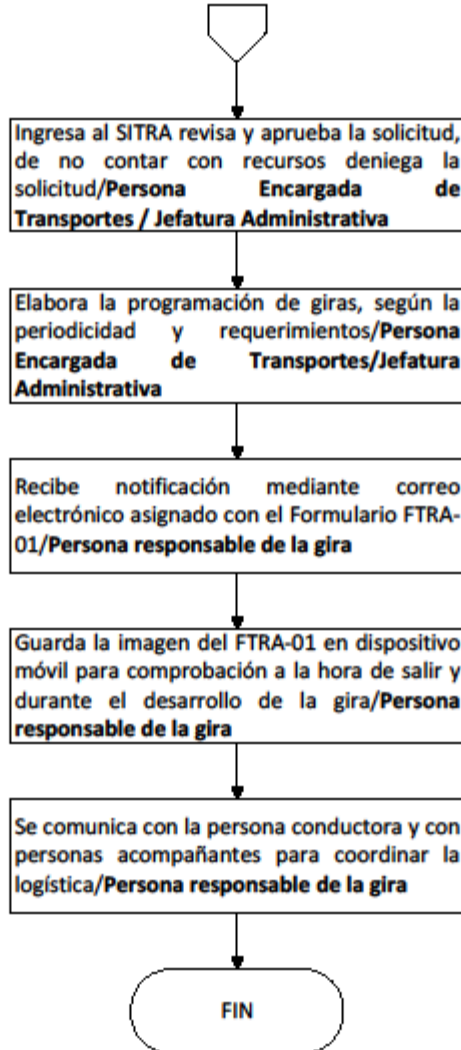 Ingresa al SITRA revisa y aprueba la solicitud,
de no contar con recursos deniega la
solicitud/Persona Encargada de
Transportes / Jefatura Administrativa
Elabora la programación de giras, según la
periodicidad y requerimientos/Persona
Encargada de Transportes/Jefatura
Administrativa
Recibe notificación mediante correo
electrónico asignado con el Formulario FTRA-
01/Persona responsable de la gira
Guarda la imagen del FTRA-01 en dispositivo
móvil para comprobación a la hora de salir y
durante el desarrollo de la gira/Persona
responsable de la gira
Se comunica con la persona conductora y con
personas acompañantes para coordinar la
logística/Persona responsable de la gira
FIN